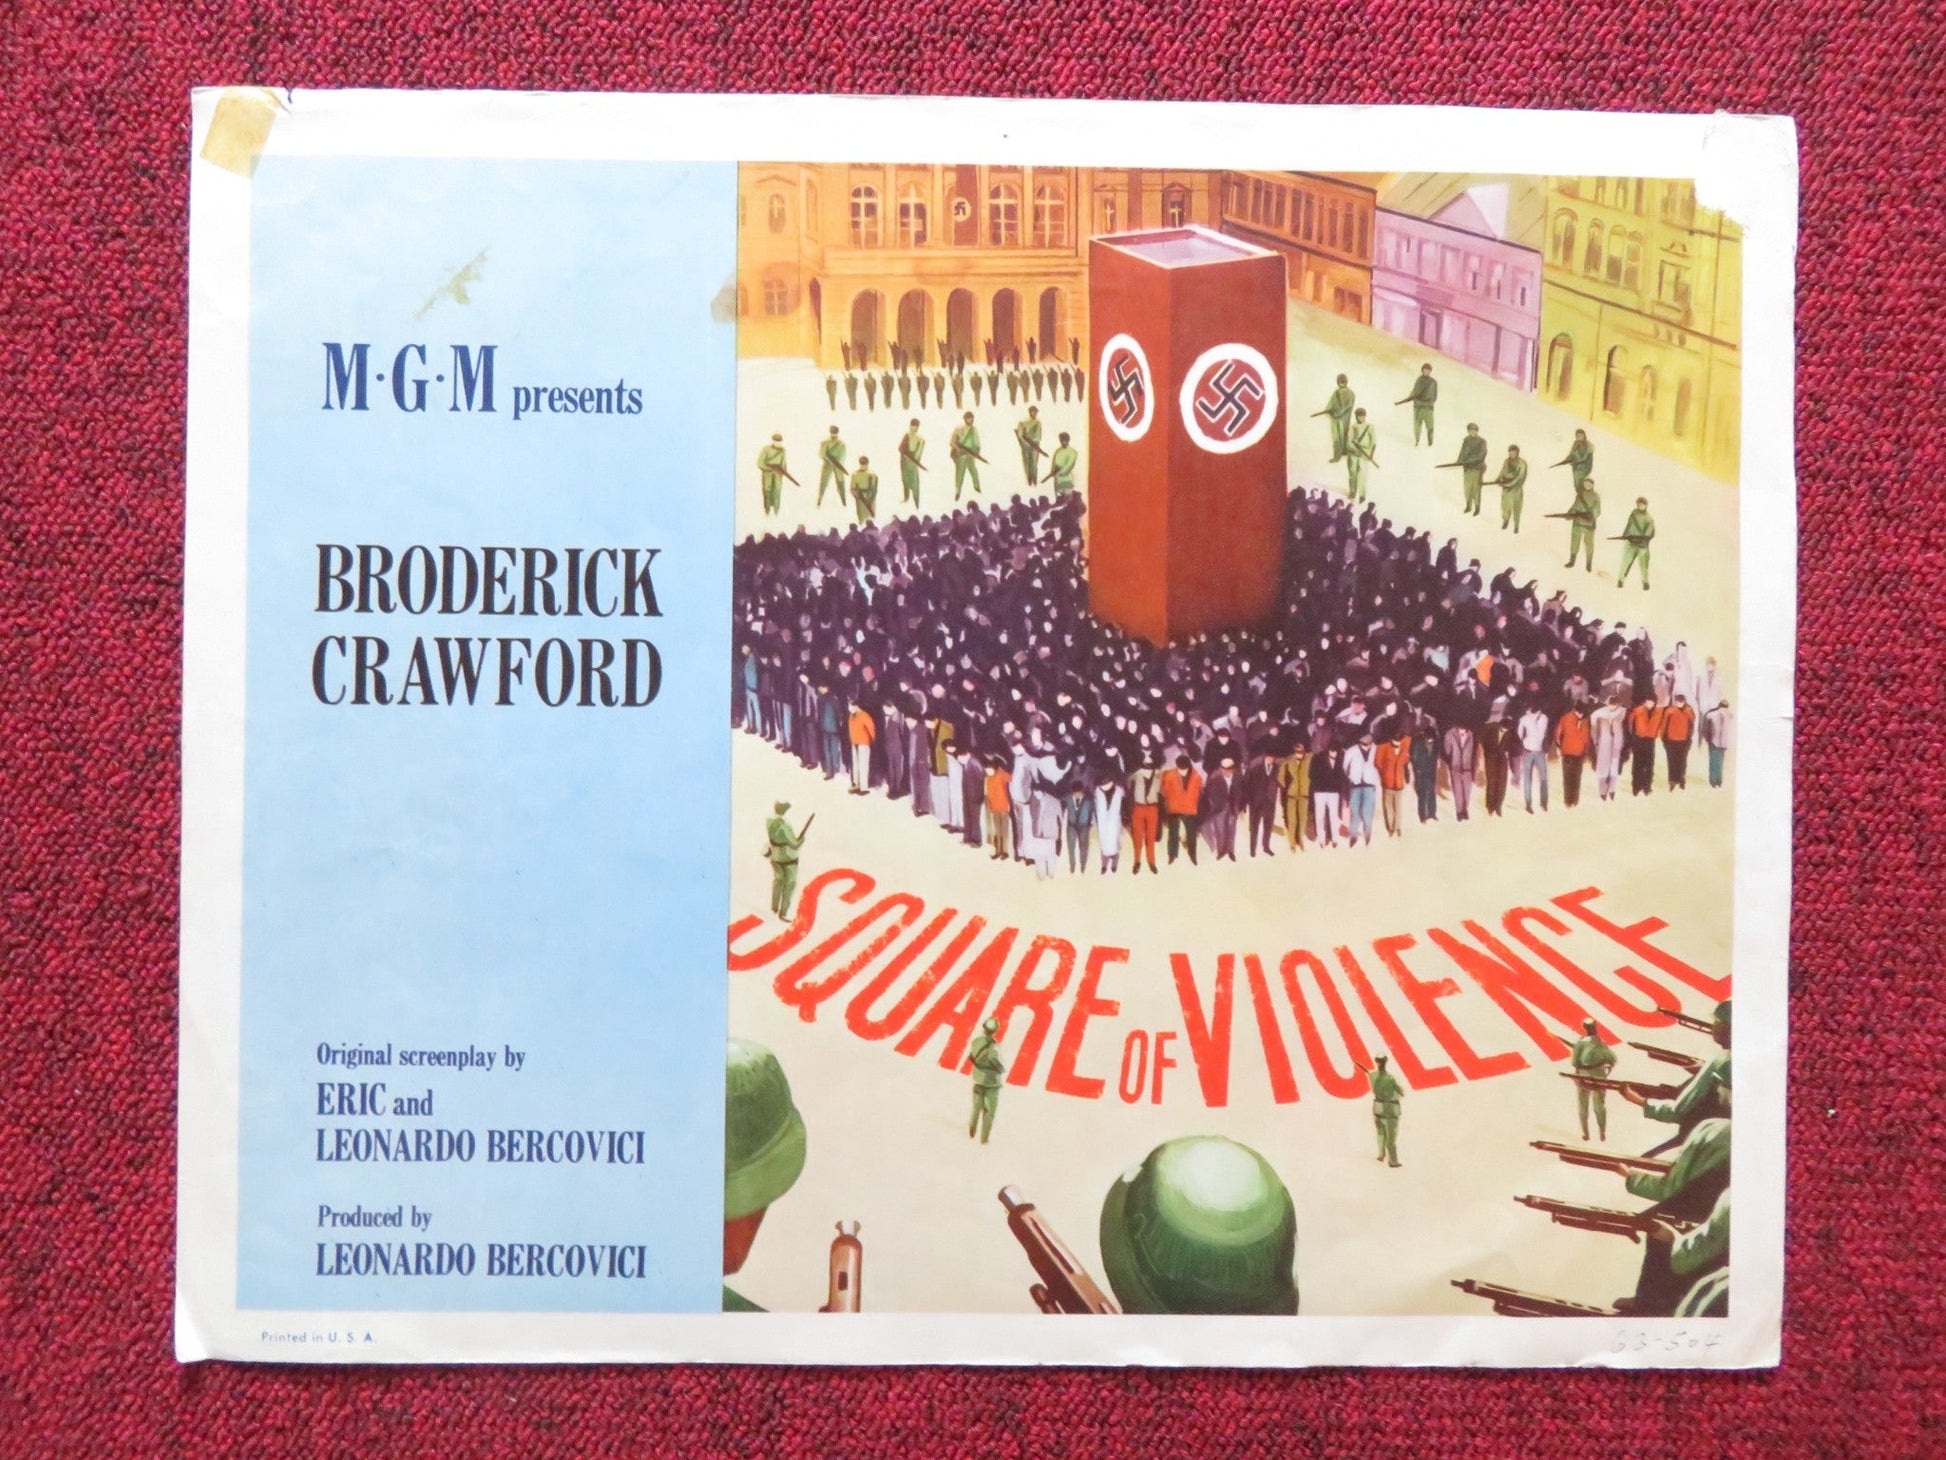 M·G·M presents
BRODERICK
CRAWFORD
Original screenplay by
ERIC and
LEONARDO BERCOVICI
Produced by
LEONARDO BERCOVICI
SQUARE OF VIOLENCE
Printed in U. S. A.
63-504